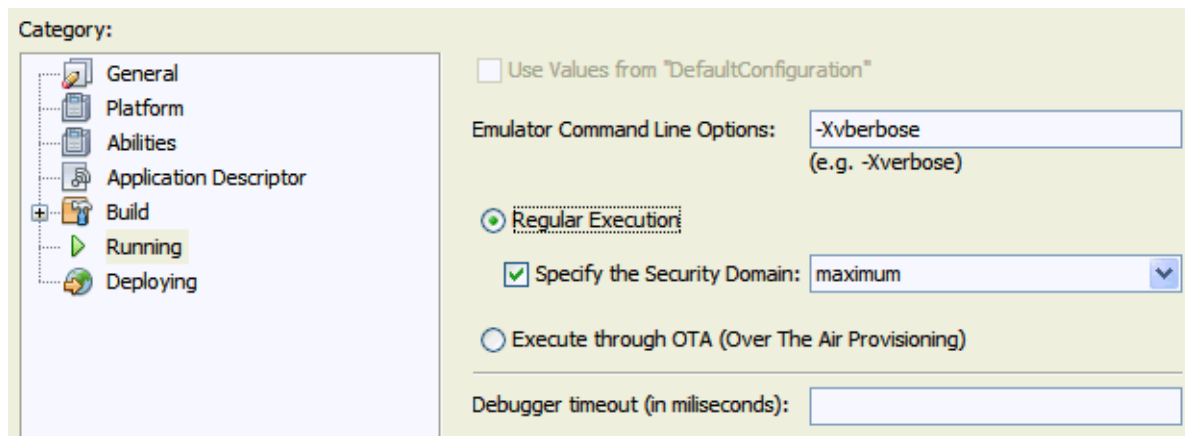 Category:
General
Platform
Abilities
Application Descriptor
Build
Running
Deploying
Use Values from "DefaultConfiguration"
Emulator Command Line Options: -Xvberbose
(e.g. -Xverbose)
Regular Execution
Specify the Security Domain: maximum
Execute through OTA (Over The Air Provisioning)
Debugger timeout (in miliseconds):